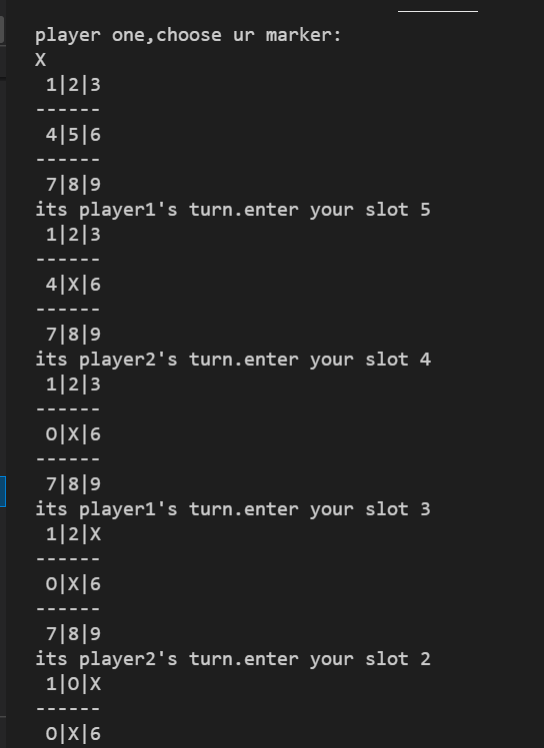 player one,choose ur marker:
X
 1|2|3
------
 4|5|6
------
 7|8|9
its player1's turn.enter your slot 5
 1|2|3
------
 4|X|6
------
 7|8|9
its player2's turn.enter your slot 4
 1|2|3
------
 O|X|6
------
 7|8|9
its player1's turn.enter your slot 3
 1|2|X
------
 O|X|6
------
 7|8|9
its player2's turn.enter your slot 2
 1|O|X
------
 O|X|6